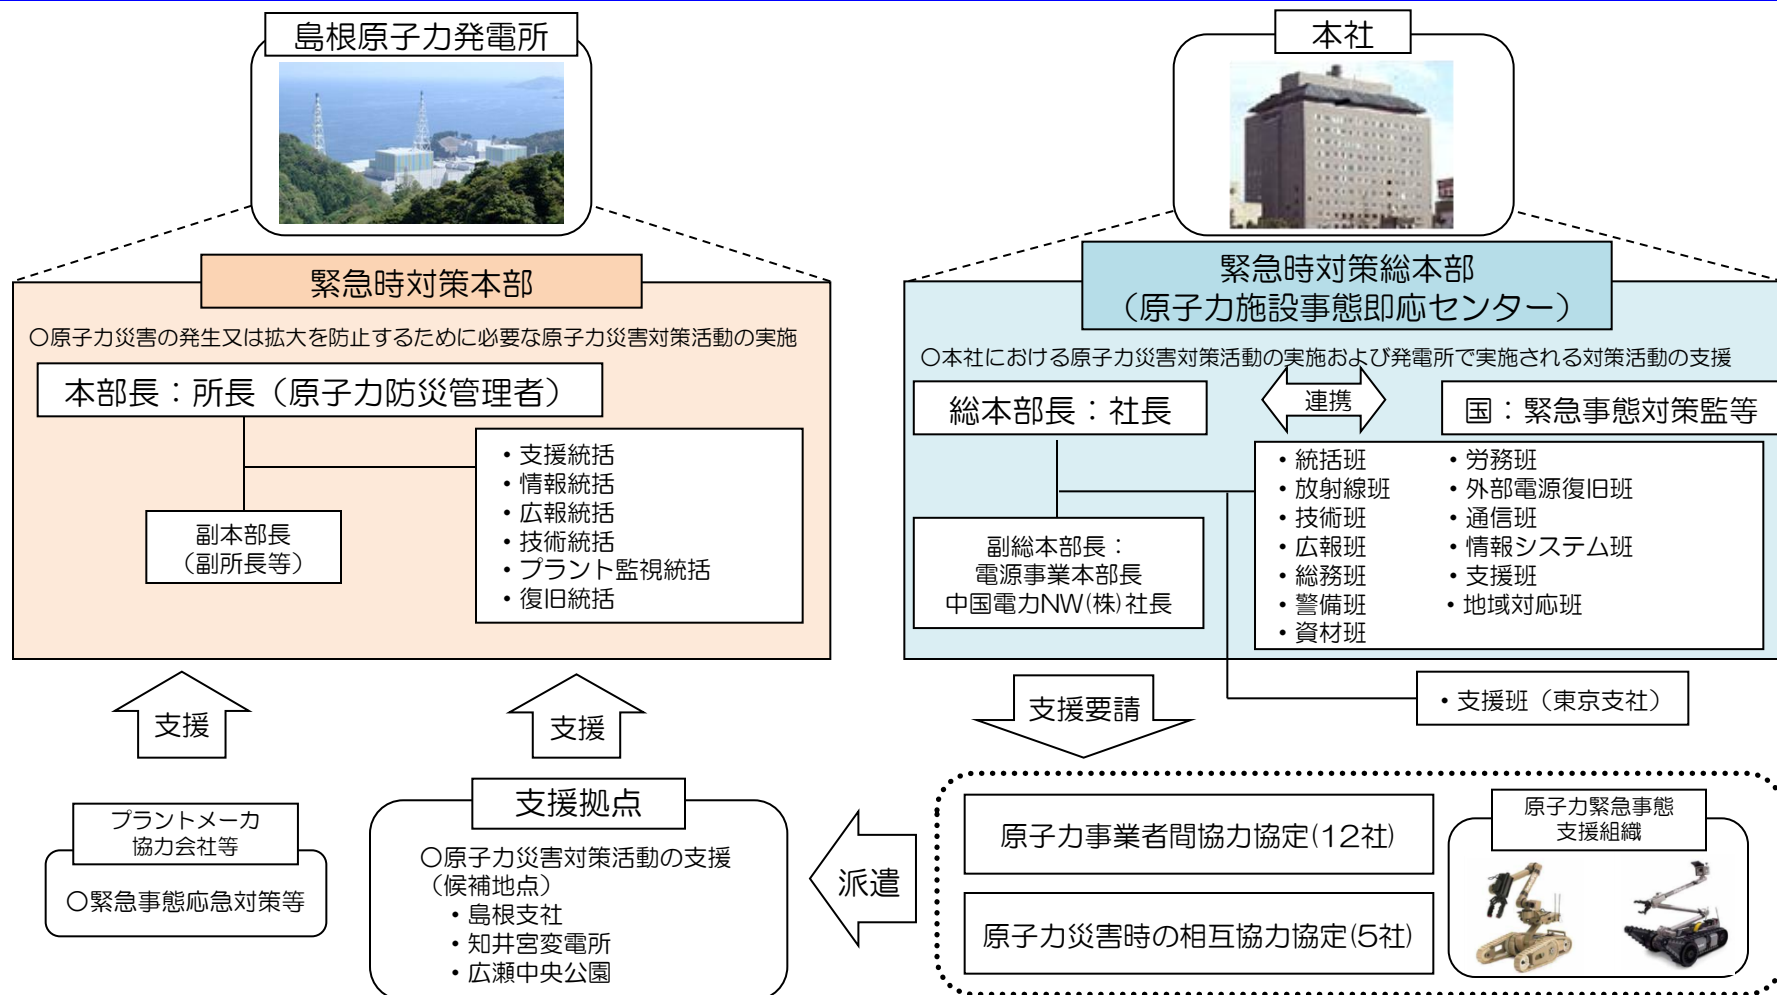 島根原子力発電所
緊急時対策本部
〇原子力災害の発生又は拡大を防止するために必要な原子力災害対策活動の実施
本部長：所長（原子力防災管理者）
・支援統括
・情報統括
・広報統括
・技術統括
・プラント監視統括
・復旧統括
副本部長
（副所長等）
本社
緊急時対策総本部
（原子力施設事態即応センター）
〇本社における原子力災害対策活動の実施および発電所で実施される対策活動の支援
総本部長：社長
連携
国：緊急事態対策監等
副総本部長：
電源事業本部長
中国電力NW(株)社長
・統括班
・放射線班
・技術班
・広報班
・総務班
・警備班
・資材班
・労務班
・外部電源復旧班
・通信班
・情報システム班
・支援班
・地域対応班
・支援班（東京支社）
支援
支援
支援要請
プラントメーカ
協力会社等
〇緊急事態応急対策等
支援拠点
〇原子力災害対策活動の支援
（候補地点）
・島根支社
・知井宮変電所
・広瀬中央公園
派遣
原子力事業者間協力協定(12社)
原子力災害時の相互協力協定(5社)
原子力緊急事態
支援組織